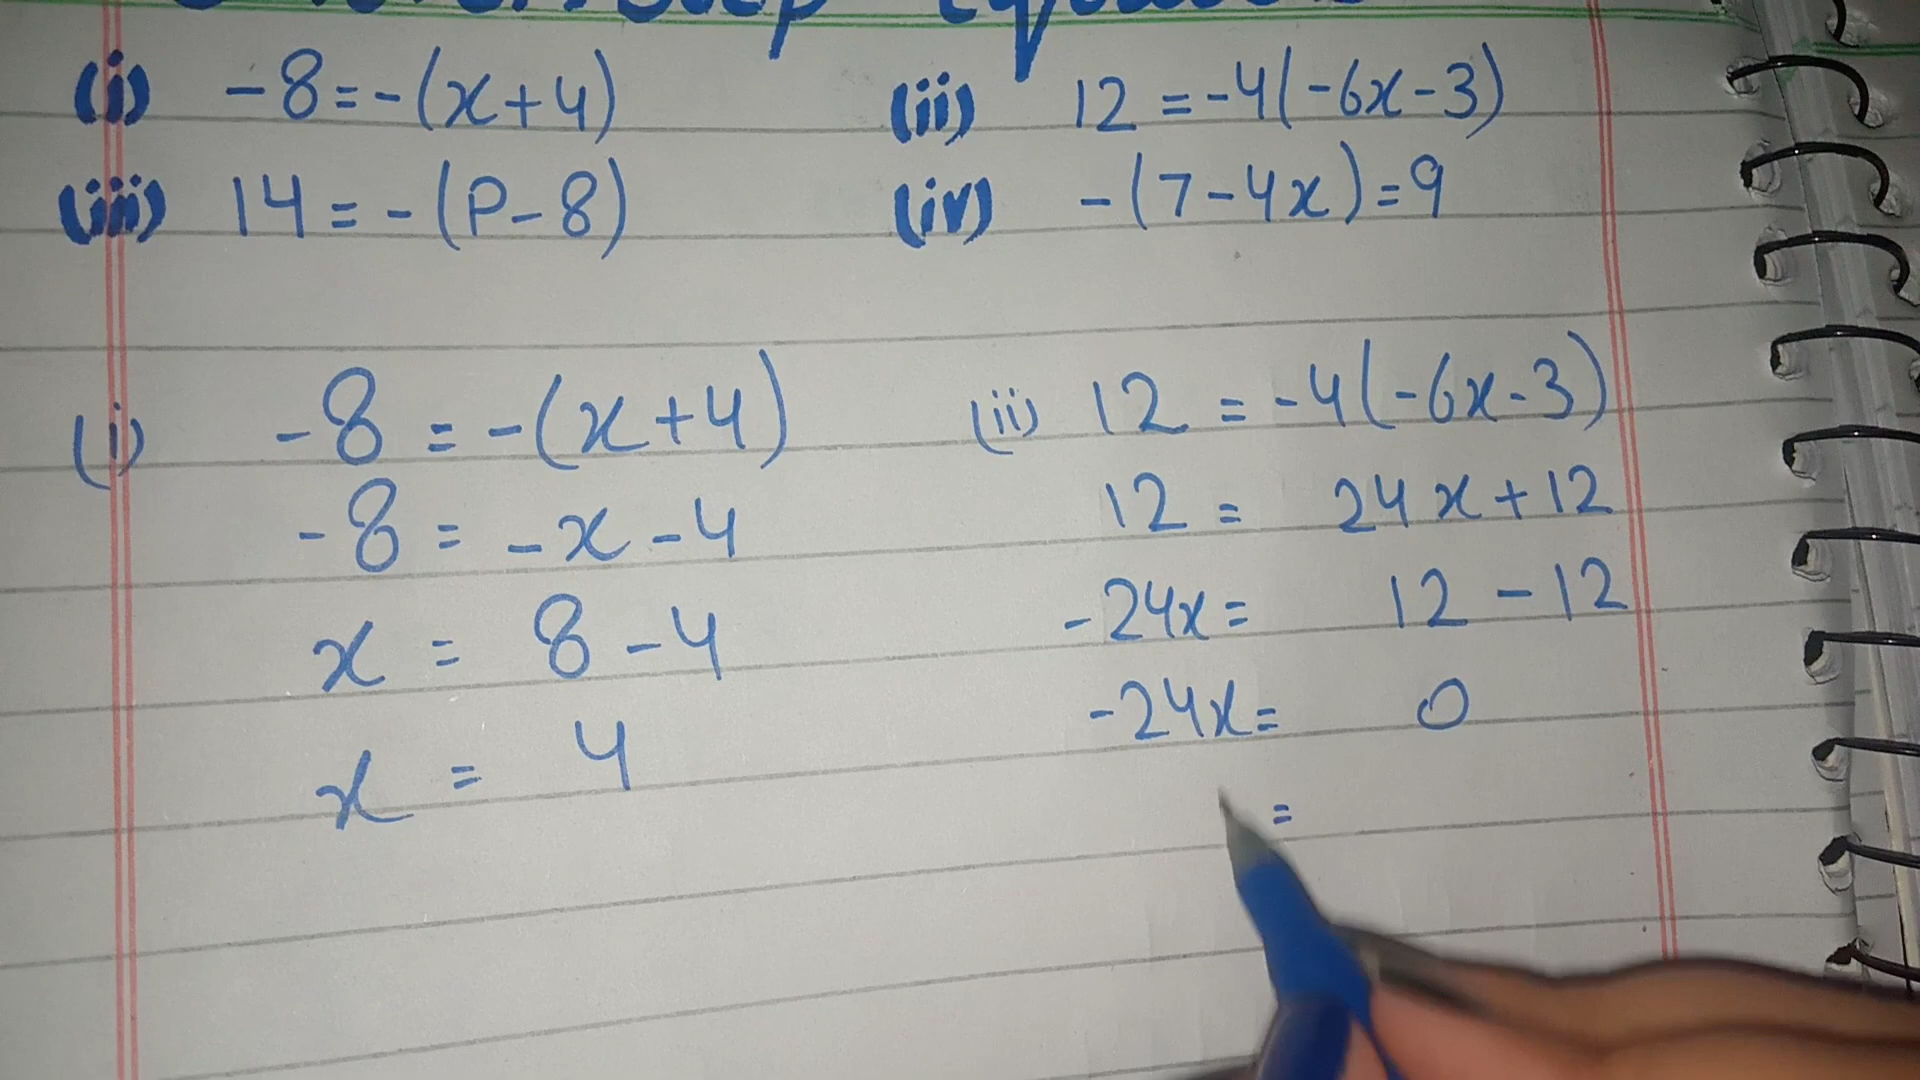 (i) -8=-(x+4) (ii) 12=-4(-6x-3)
(iii) 14=-(P-8) (iv) -(7-4x)=9
(i) -8=-(x+4) (ii) 12=-4(-6x-3)
-8=-x-4 12= 24x+12
x = 8-4 -24x= 12-12
x = 4 -24x= 0
=